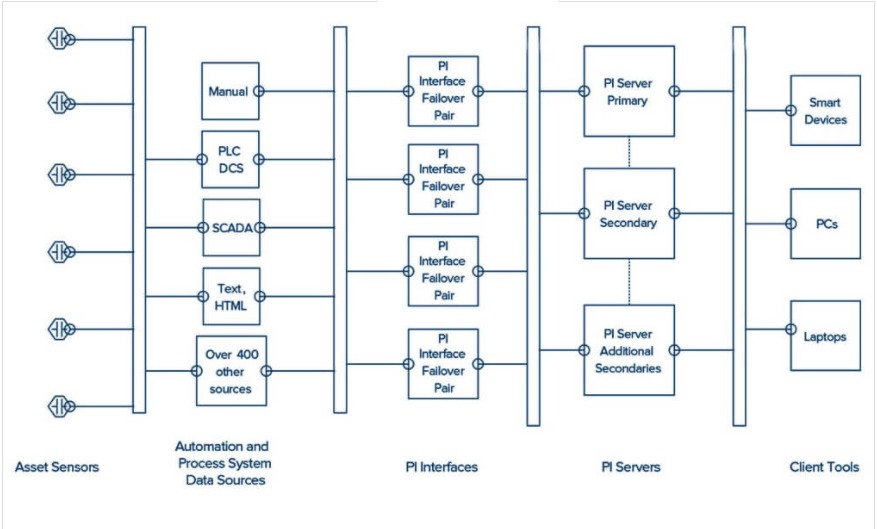 Manual
PLC
DCS
SCADA
Text,
HTML
Over 400
other
sources
PI
Interface
Failover
Pair
PI
Interface
Failover
Pair
PI
Interface
Failover
Pair
PI
Interface
Failover
Pair
PI Server
Primary
PI Server
Secondary
PI Server
Additional
Secondaries
Smart
Devices
PCs
Laptops
Asset Sensors
Automation and
Process System
Data Sources
PI Interfaces
PI Servers
Client Tools